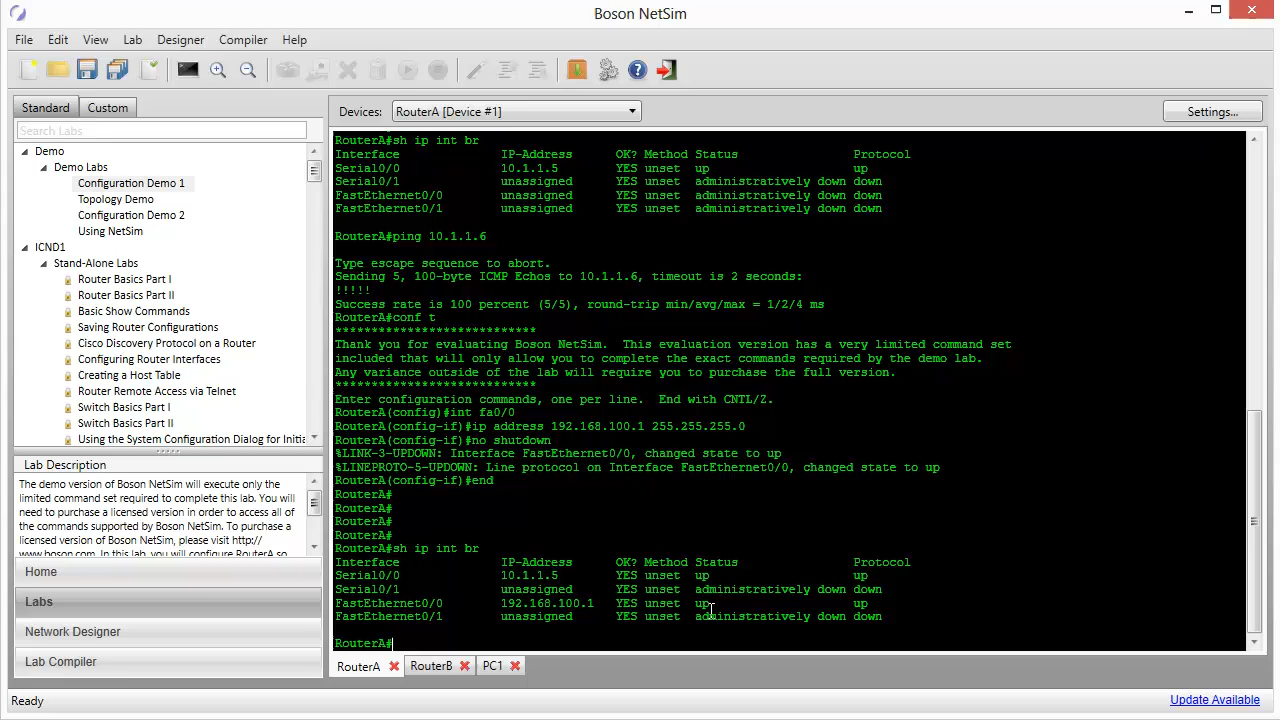 Boson NetSim
File Edit View Lab Designer Compiler Help
Standard Custom
Search Labs
Demo
Demo Labs
Configuration Demo 1
Topology Demo
Configuration Demo 2
Using NetSim
ICND1
Stand-Alone Labs
Router Basics Part I
Router Basics Part II
Basic Show Commands
Saving Router Configurations
Cisco Discovery Protocol on a Router
Configuring Router Interfaces
Creating a Host Table
Router Remote Access via Telnet
Switch Basics Part I
Switch Basics Part II
Using the System Configuration Dialog for Initia
Lab Description
The demo version of Boson NetSim will execute only the
limited command set required to complete this lab. You will
need to purchase a licensed version in order to access all of
the commands supported by Boson NetSim. To purchase a
licensed version of Boson NetSim, please visit http://
www.boson.com. In this lab, you will configure RouterA so
Home
Labs
Network Designer
Lab Compiler
Devices: RouterA [Device #1] Settings...
RouterA#sh ip int br
Interface IP-Address OK? Method Status Protocol
Serial0/0 10.1.1.5 YES unset up up
Serial0/1 unassigned YES unset administratively down down
FastEthernet0/0 unassigned YES unset administratively down down
FastEthernet0/1 unassigned YES unset administratively down down
RouterA#ping 10.1.1.6
Type escape sequence to abort.
Sending 5, 100-byte ICMP Echos to 10.1.1.6, timeout is 2 seconds:
!!!!!
Success rate is 100 percent (5/5), round-trip min/avg/max = 1/2/4 ms
RouterA#conf t
****************************
Thank you for evaluating Boson NetSim.  This evaluation version has a very limited command set
included that will only allow you to complete the exact commands required by the demo lab.
Any variance outside of the lab will require you to purchase the full version.
****************************
Enter configuration commands, one per line.  End with CNTL/Z.
RouterA(config)#int fa0/0
RouterA(config-if)#ip address 192.168.100.1 255.255.255.0
RouterA(config-if)#no shutdown
%LINK-3-UPDOWN: Interface FastEthernet0/0, changed state to up
%LINEPROTO-5-UPDOWN: Line protocol on Interface FastEthernet0/0, changed state to up
RouterA(config-if)#end
RouterA#
RouterA#
RouterA#
RouterA#
RouterA#sh ip int br
Interface IP-Address OK? Method Status Protocol
Serial0/0 10.1.1.5 YES unset up up
Serial0/1 unassigned YES unset administratively down down
FastEthernet0/0 192.168.100.1 YES unset up up
FastEthernet0/1 unassigned YES unset administratively down down
RouterA#
RouterA RouterB PC1
Ready Update Available